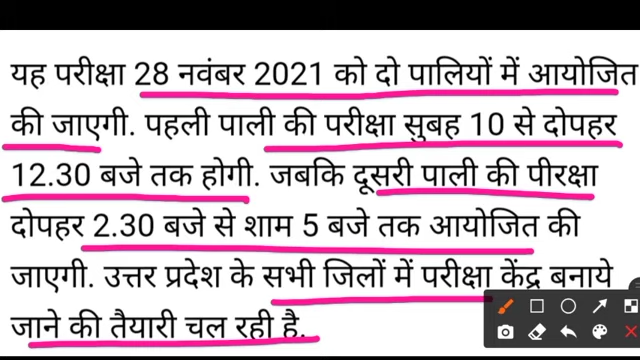 यह परीक्षा 28 नवंबर 2021 को दो पालियों में आयोजित
की जाएगी. पहली पाली की परीक्षा सुबह 10 से दोपहर
12.30 बजे तक होगी. जबकि दूसरी पाली की पीरक्षा
दोपहर 2.30 बजे से शाम 5 बजे तक आयोजित की
जाएगी. उत्तर प्रदेश के सभी जिलों में परीक्षा केंद्र बनाये
जाने की तैयारी चल रही है.